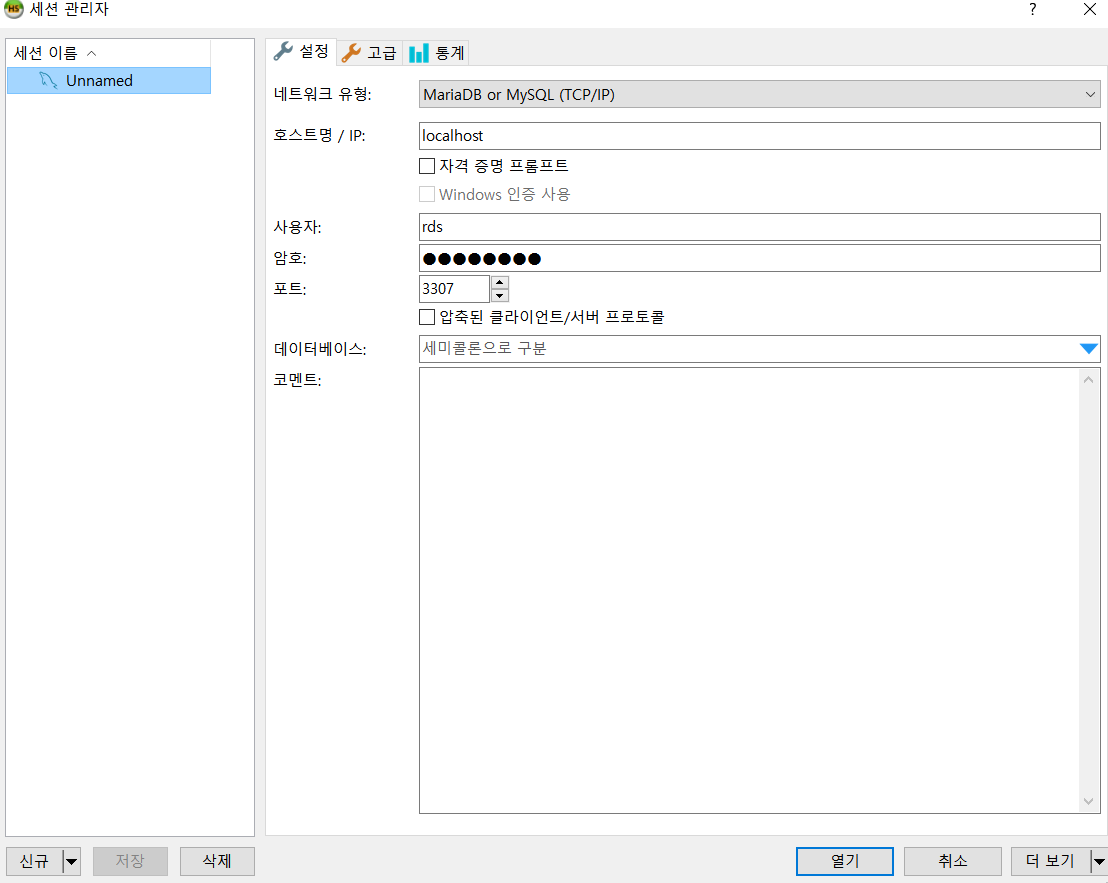 세션 관리자
세션 이름
Unnamed
설정 고급 통계
네트워크 유형: MariaDB or MySQL (TCP/IP)
호스트명 / IP: localhost
자격 증명 프롬프트
Windows 인증 사용
사용자: rds
암호: ●●●●●●●●
포트: 3307
압축된 클라이언트/서버 프로토콜
데이터베이스: 세미콜론으로 구분
코멘트:
신규 저장 삭제 열기 취소 더 보기